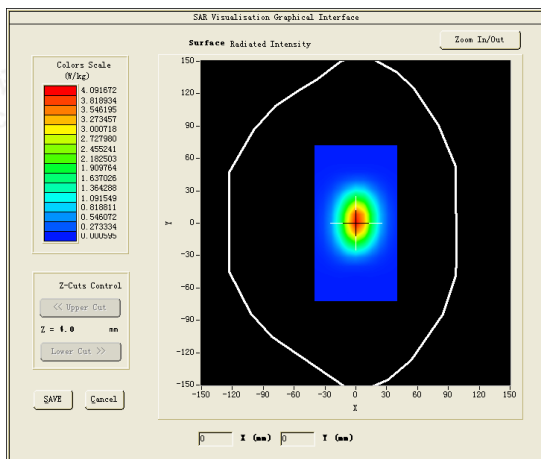 SAR Visualisation Graphical Interface
Surface Radiated Intensity
Zoom In/Out
Colors Scale
(W/kg)
4.091672
3.818934
3.546195
3.273457
3.000718
2.727980
2.455241
2.182503
1.909764
1.637026
1.364288
1.091549
0.818811
0.546072
0.273334
0.000595
Z-Cuts Control
<< Upper Cut
Z = 4.0 mm
Lower Cut >>
SAVE Cancel
150
120
90
60
30
0
-30
-60
-90
-120
-150
Y
-150 -120 -90 -60 -30 0 30 60 90 120 150
X
0 X (mm) 0 Y (mm)